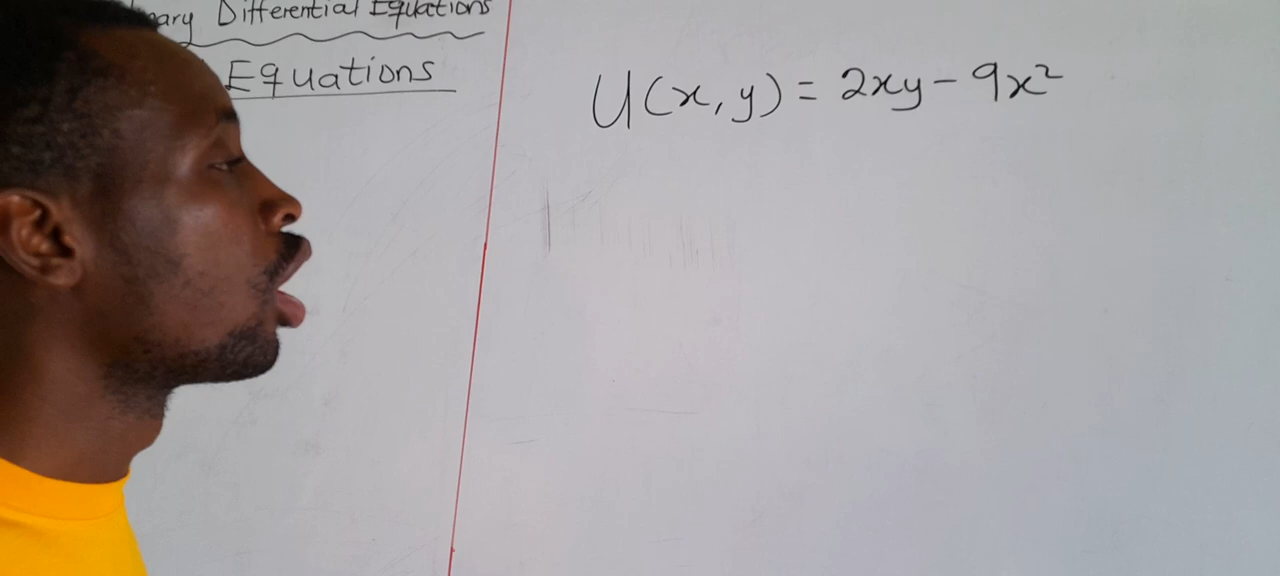 Differential Equations
Equations
U(x,y) = 2xy - 9x²